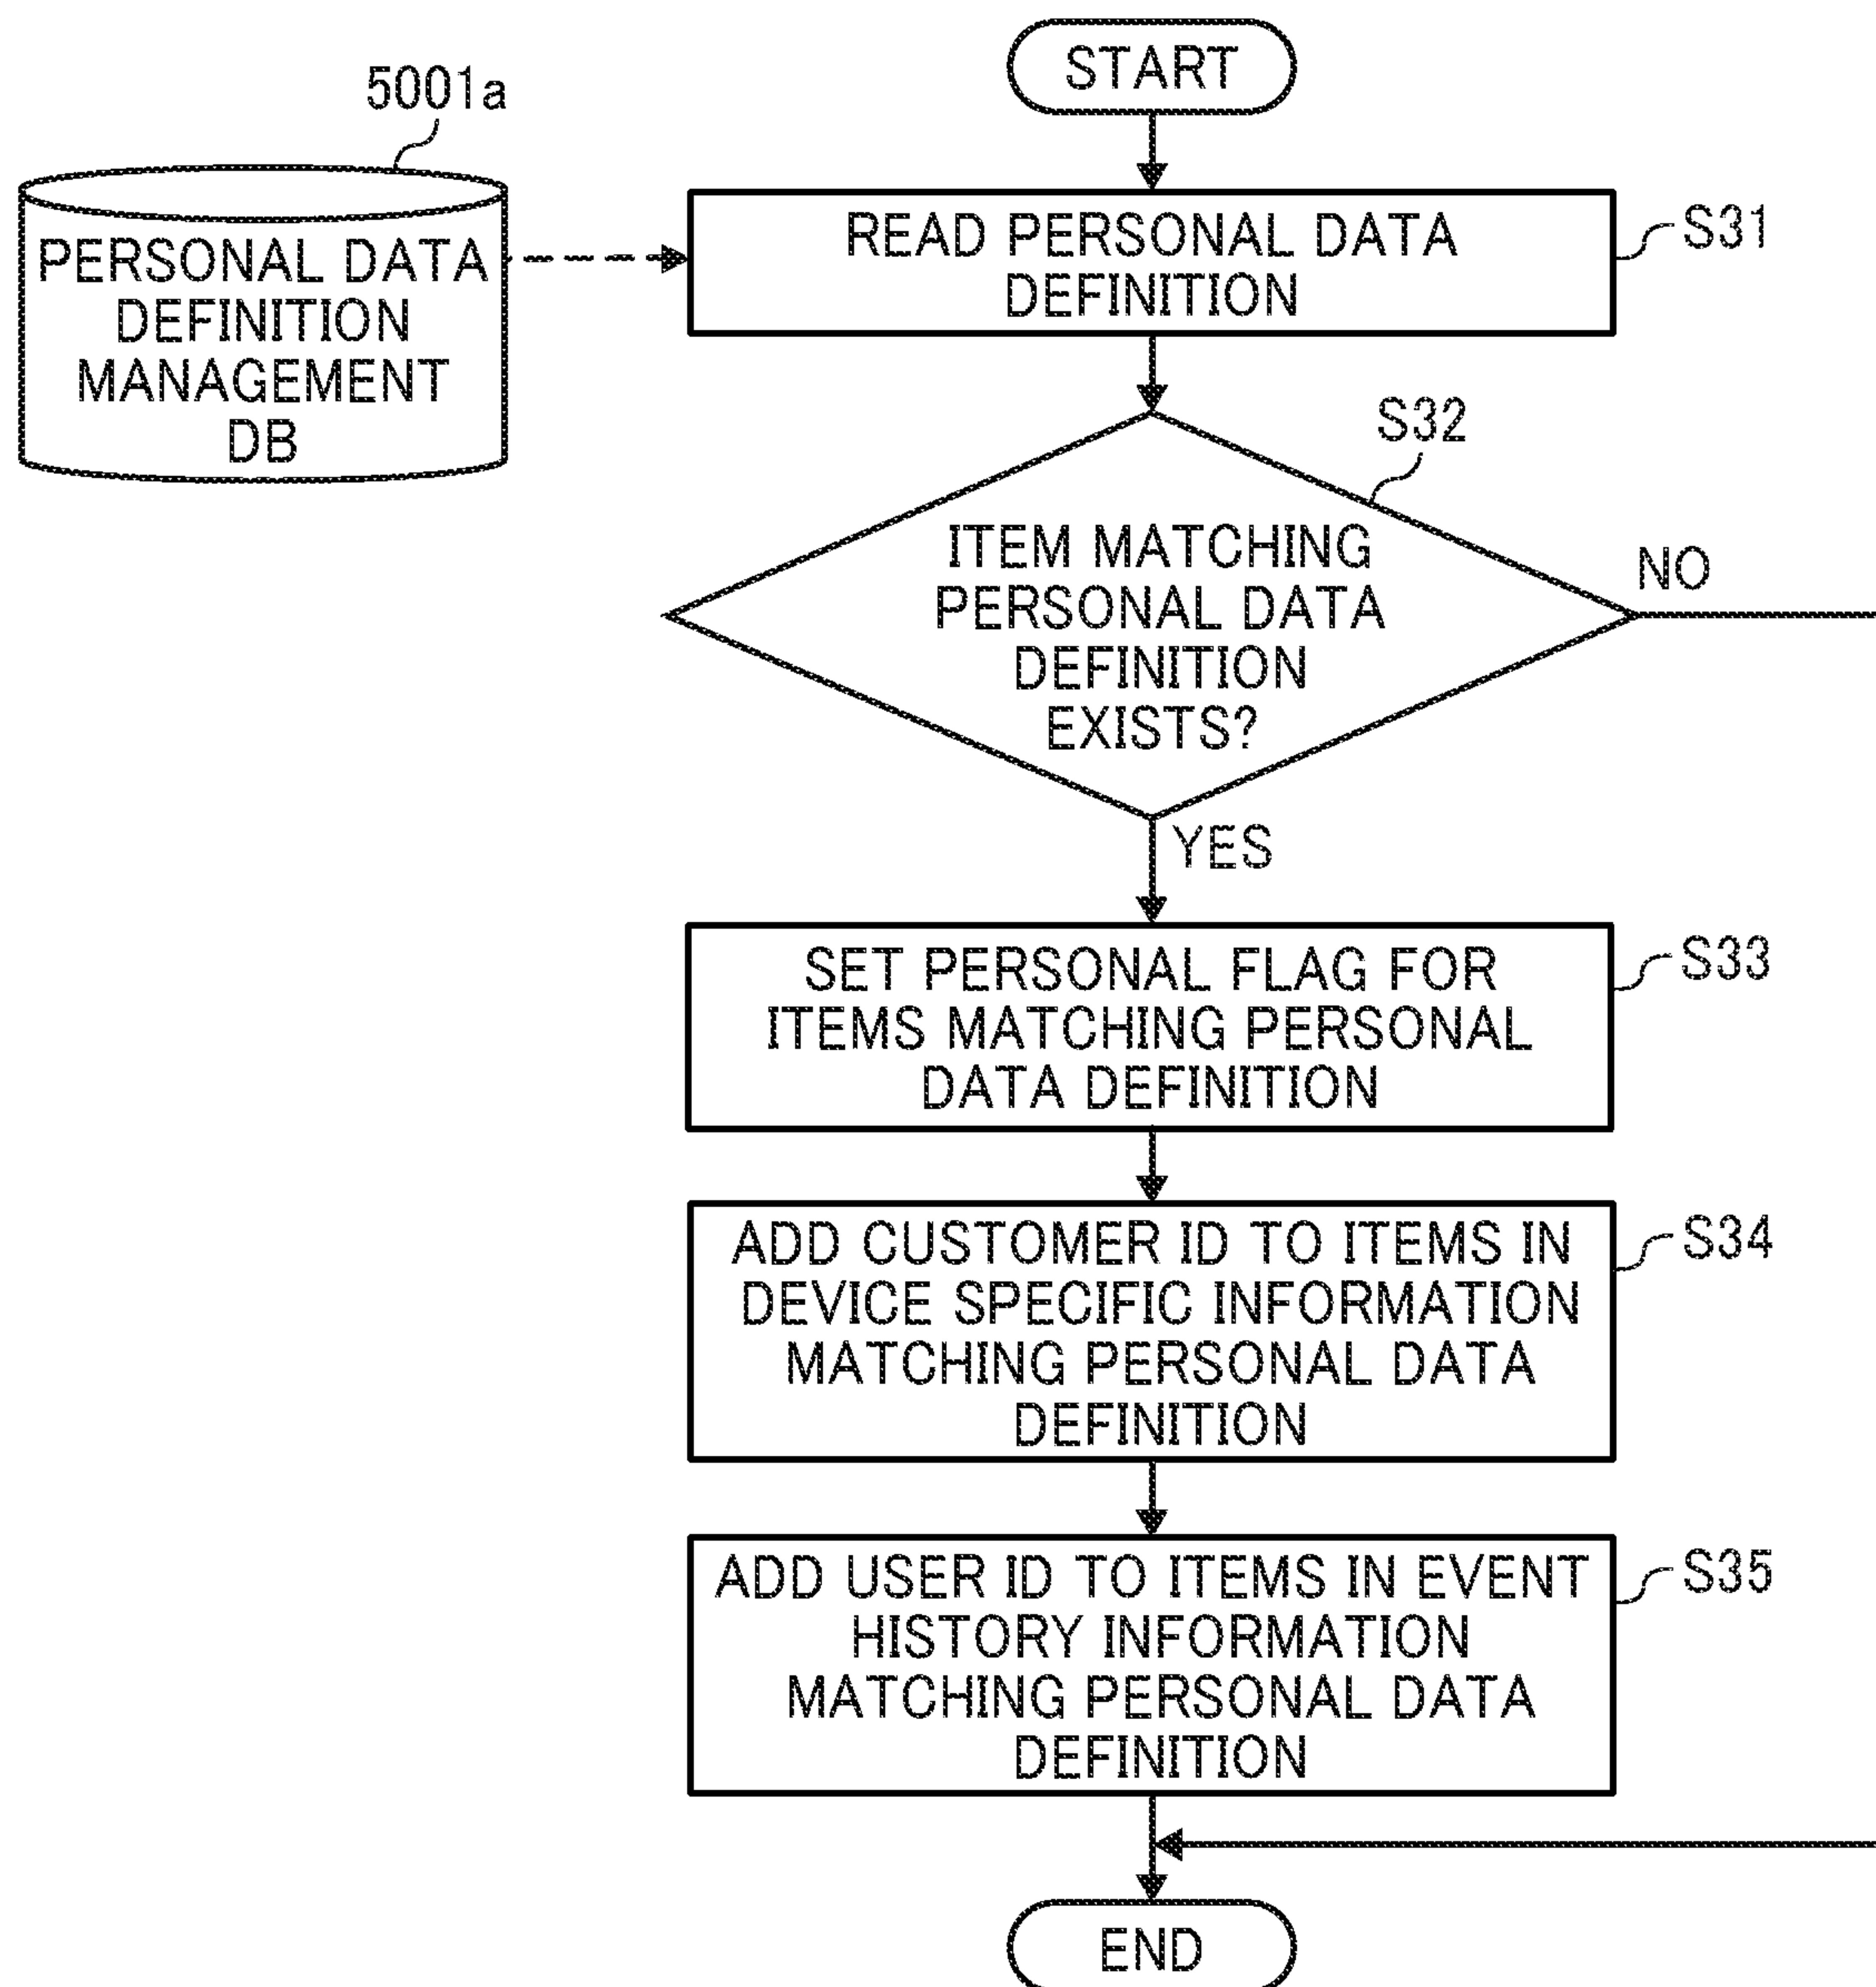 START
5001a
PERSONAL DATA
DEFINITION
MANAGEMENT
DB
READ PERSONAL DATA
DEFINITION
S31
S32
ITEM MATCHING
PERSONAL DATA
DEFINITION
EXISTS?
NO
YES
SET PERSONAL FLAG FOR
ITEMS MATCHING PERSONAL
DATA DEFINITION
S33
ADD CUSTOMER ID TO ITEMS IN
DEVICE SPECIFIC INFORMATION
MATCHING PERSONAL DATA
DEFINITION
S34
ADD USER ID TO ITEMS IN EVENT
HISTORY INFORMATION
MATCHING PERSONAL DATA
DEFINITION
S35
END